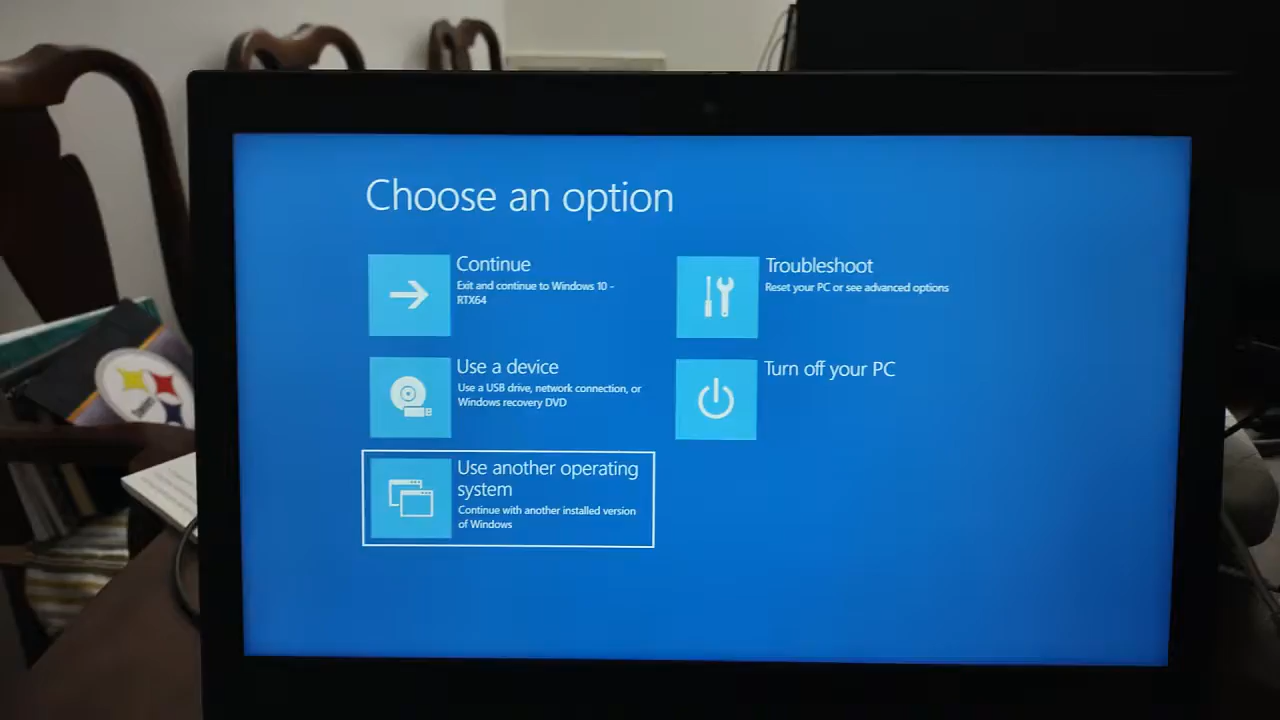 Choose an option
Continue
Exit and continue to Windows 10 -
RTX64
Use a device
Use a USB drive, network connection, or
Windows recovery DVD
Use another operating
system
Continue with another installed version
of Windows
Troubleshoot
Reset your PC or see advanced options
Turn off your PC